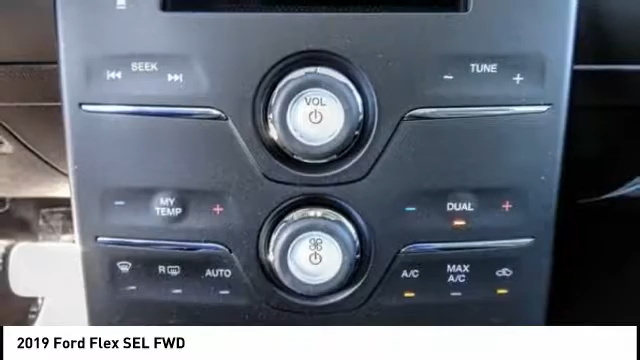 SEEK
TUNE
VOL
MY
TEMP
DUAL
R
AUTO
A/C
MAX
A/C
2019 Ford Flex SEL FWD